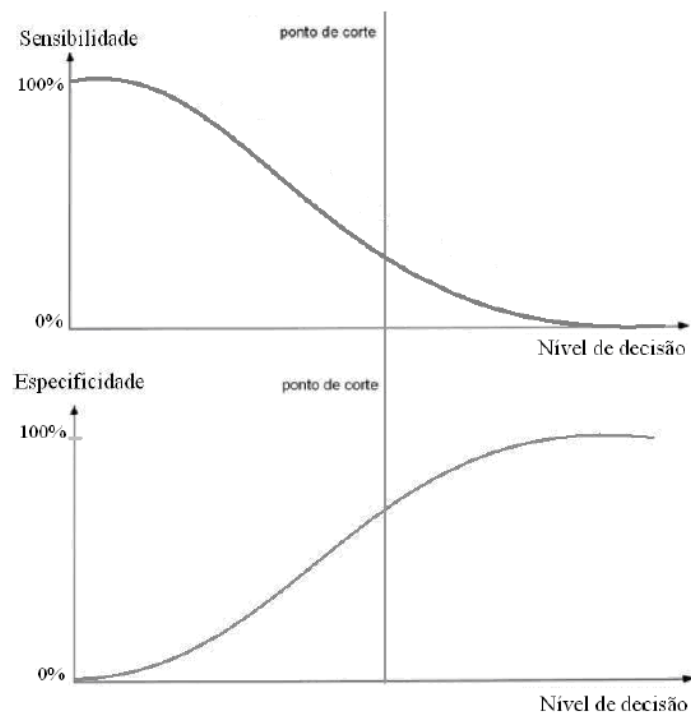 ponto de corte
Sensibilidade
100%
0%
Nível de decisão
Especificidade
ponto de corte
100%
0%
Nível de decisão